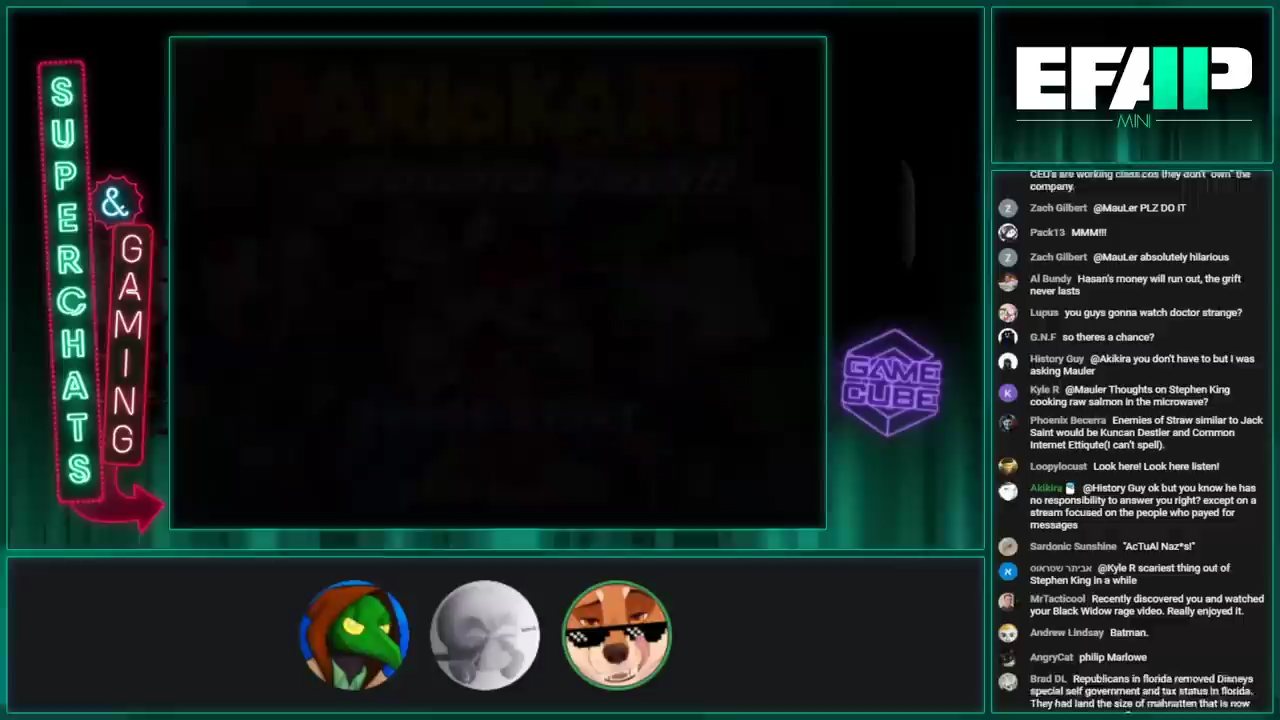 SUPERCHATS
&
GAMING
GAME
CUBE
EFAP
MINI
CEO's are working class cos they don't "own" the
company.
Zach Gilbert @MauLer PLZ DO IT
Pack13 MMM!!!
Zach Gilbert @MauLer absolutely hilarious
Al Bundy Hasan's money will run out, the grift
never lasts
Lupus you guys gonna watch doctor strange?
G.N.F so theres a chance?
History Guy @Akikira you don't have to but I was
asking Mauler
Kyle R @Mauler Thoughts on Stephen King
cooking raw salmon in the microwave?
Phoenix Becerra Enemies of Straw similar to Jack
Saint would be Kuncan Destler and Common
Internet Ettiqute(I can't spell).
Loopylocust Look here! Look here listen!
Akikira @History Guy ok but you know he has
no responsibility to answer you right? except on a
stream focused on the people who payed for
messages
Sardonic Sunshine "AcTuAl Naz*s!"
אביתר שטראוס @Kyle R scariest thing out of
Stephen King in a while
MrTacticool Recently discovered you and watched
your Black Widow rage video. Really enjoyed it.
Andrew Lindsay Batman.
AngryCat philip Marlowe
Brad DL Republicans in florida removed Disneys
special self government and tax status in florida.
They had land the size of mahnatten that is now